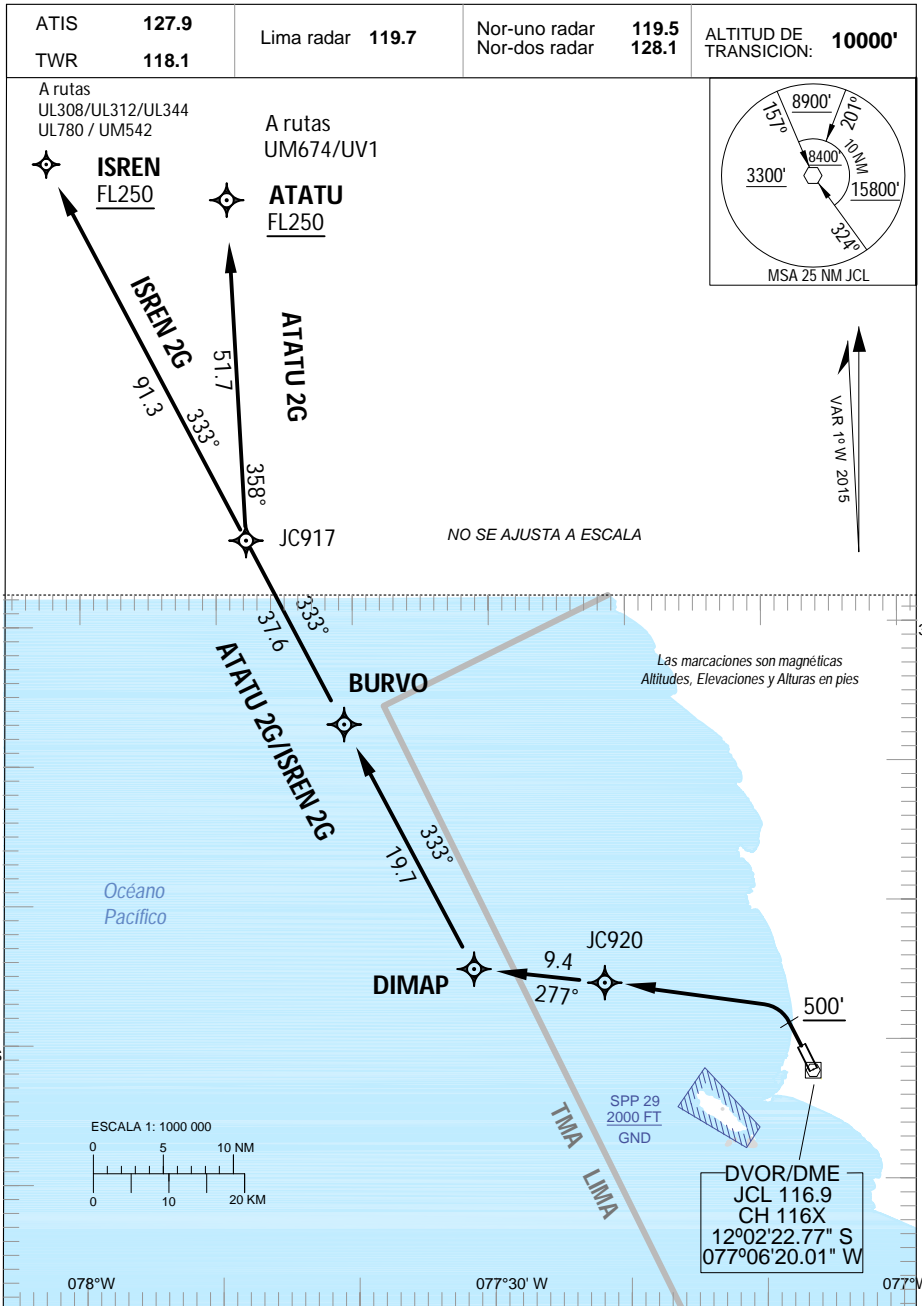 ATIS 127.9
TWR 118.1
Lima radar 119.7
Nor-uno radar 119.5
Nor-dos radar 128.1
ALTITUD DE
TRANSICION: 10000'
A rutas
UL308/UL312/UL344
UL780 / UM542
ISREN
FL250
A rutas
UM674/UV1
ATATU
FL250
8900'
157º
201º
10 NM
8400'
3300'
15800'
324º
MSA 25 NM JCL
ISREN 2G
91.3
333°
ATATU 2G
51.7
358°
VAR 1º W 2015
JC917
NO SE AJUSTA A ESCALA
333°
37.6
Las marcaciones son magnéticas
Altitudes, Elevaciones y Alturas en pies
ATATU 2G/ISREN 2G
BURVO
333°
19.7
Océano
Pacífico
JC920
9.4
277°
DIMAP
500'
SPP 29
2000 FT
GND
TMA LIMA
ESCALA 1: 1000 000
0 5 10 NM
0 10 20 KM
DVOR/DME
JCL 116.9
CH 116X
12º02'22.77" S
077º06'20.01" W
078°W
077°30' W